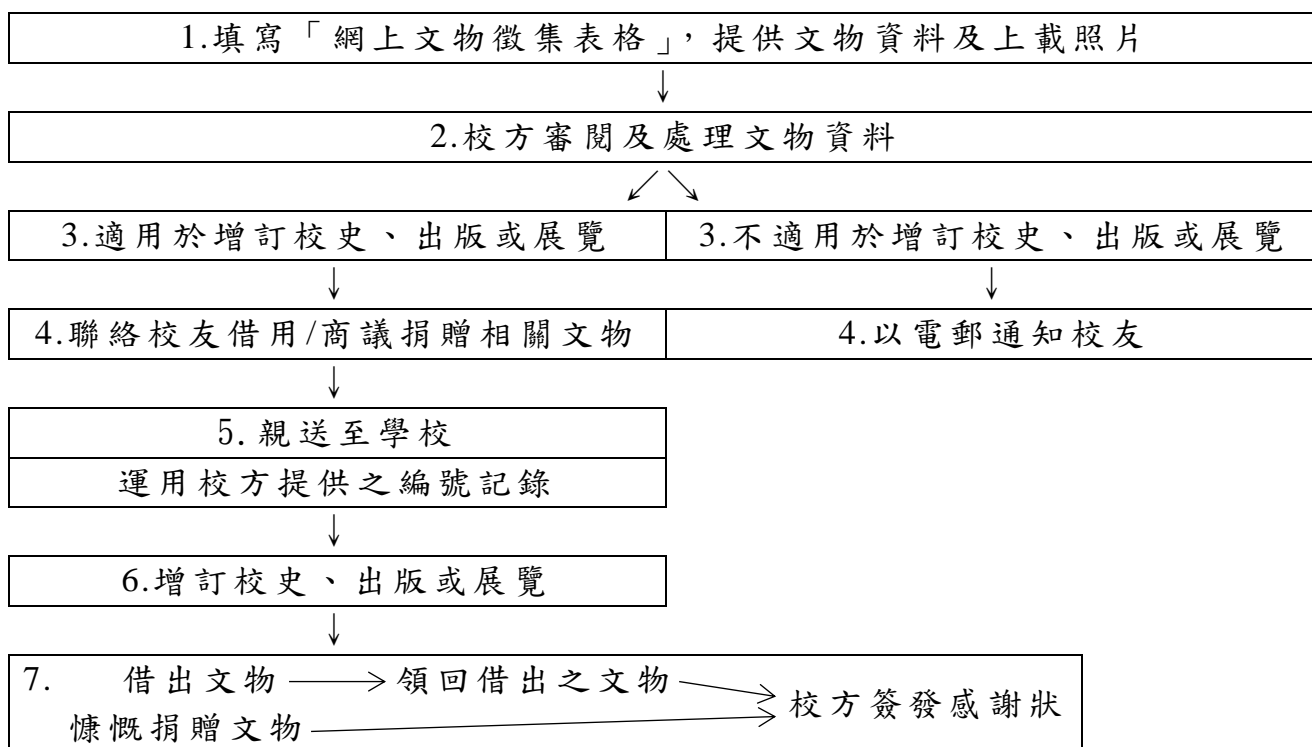 1.填寫「網上文物徵集表格」，提供文物資料及上載照片
2.校方審閱及處理文物資料
3.適用於增訂校史、出版或展覽
3.不適用於增訂校史、出版或展覽
4.聯絡校友借用/商議捐贈相關文物
4.以電郵通知校友
5.親送至學校
運用校方提供之編號記錄
6.增訂校史、出版或展覽
7. 借出文物 領回借出之文物
校方簽發感謝狀
慷慨捐贈文物